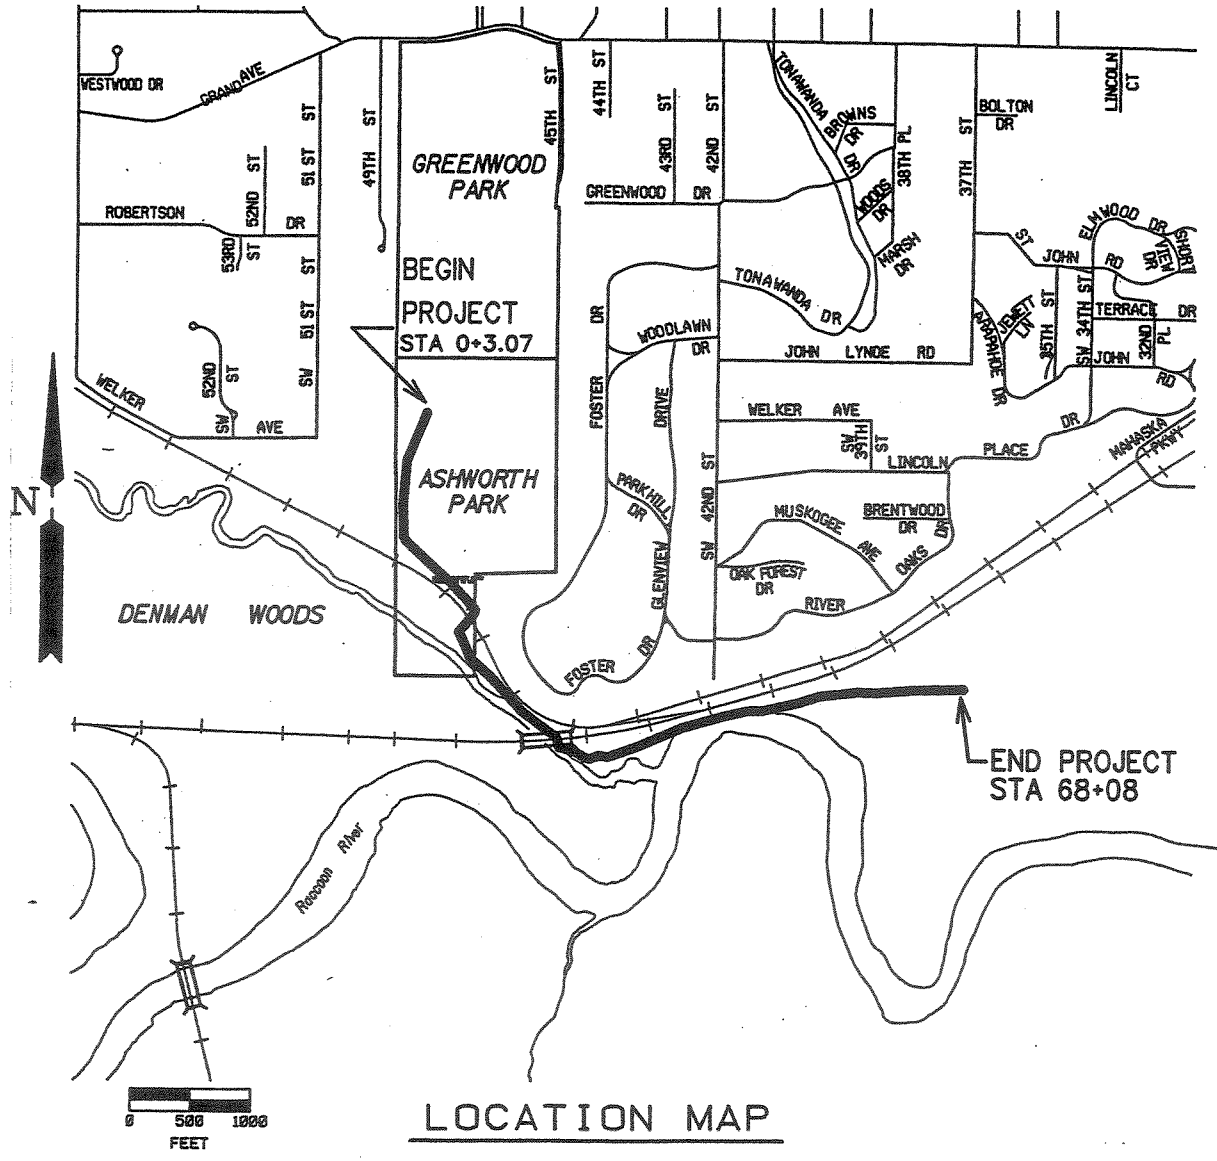 WESTWOOD DR
GRAND AVE
51 ST ST
49TH ST
45TH ST
44TH ST
43RD ST
42ND ST
TONAWANDA DR
BROWNS DR
38TH PL
37TH ST
BOLTON DR
LINCOLN CT
GREENWOOD
PARK
GREENWOOD DR
WOODS DR
MARSH DR
52ND ST
ROBERTSON DR
53RD ST
ELMWOOD DR
SHORT
VIEW DR
ST JOHN RD
BEGIN
PROJECT
STA 0+3.07
SW 51 ST ST
TONAWANDA DR
35TH ST
SW 34TH ST
TERRACE DR
32ND PL
JEWETT LN
ARAPAHOE DR
FOSTER DR
WOODLAWN DR
JOHN LYNDE RD
JOHN RD
WELKER AVE
SW 52ND ST
GLENVIEW DRIVE
WELKER AVE
SW 39TH ST
LINCOLN PLACE DR
MAHASKA PKWY
N
ASHWORTH
PARK
PARKHILL DR
SW 42ND ST
MUSKOGEE AVE
BRENTWOOD DR
OAK FOREST DR
RIVER OAKS DR
DENMAN WOODS
FOSTER DR
END PROJECT
STA 68+08
Raccoon River
0 500 1000
FEET
LOCATION MAP